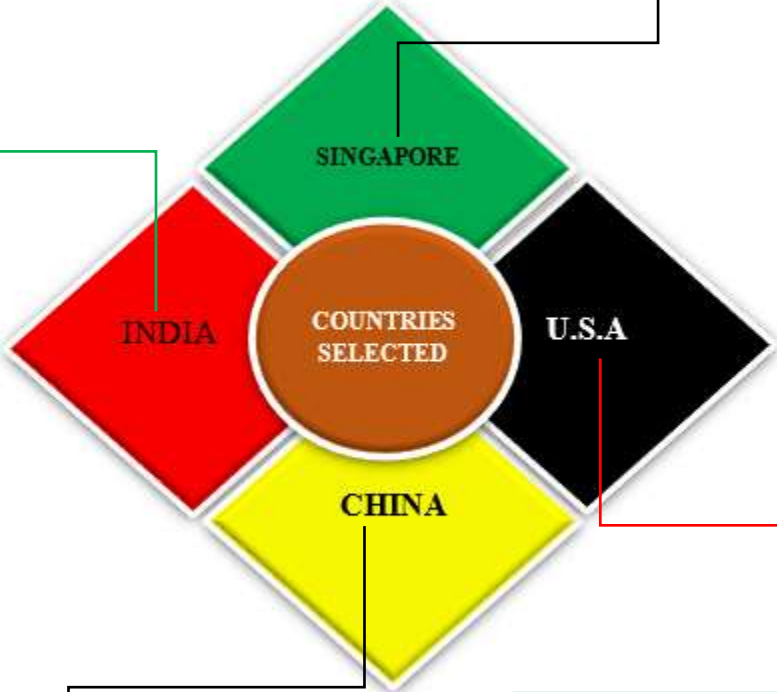 SINGAPORE
INDIA
COUNTRIES
SELECTED
U.S.A
CHINA